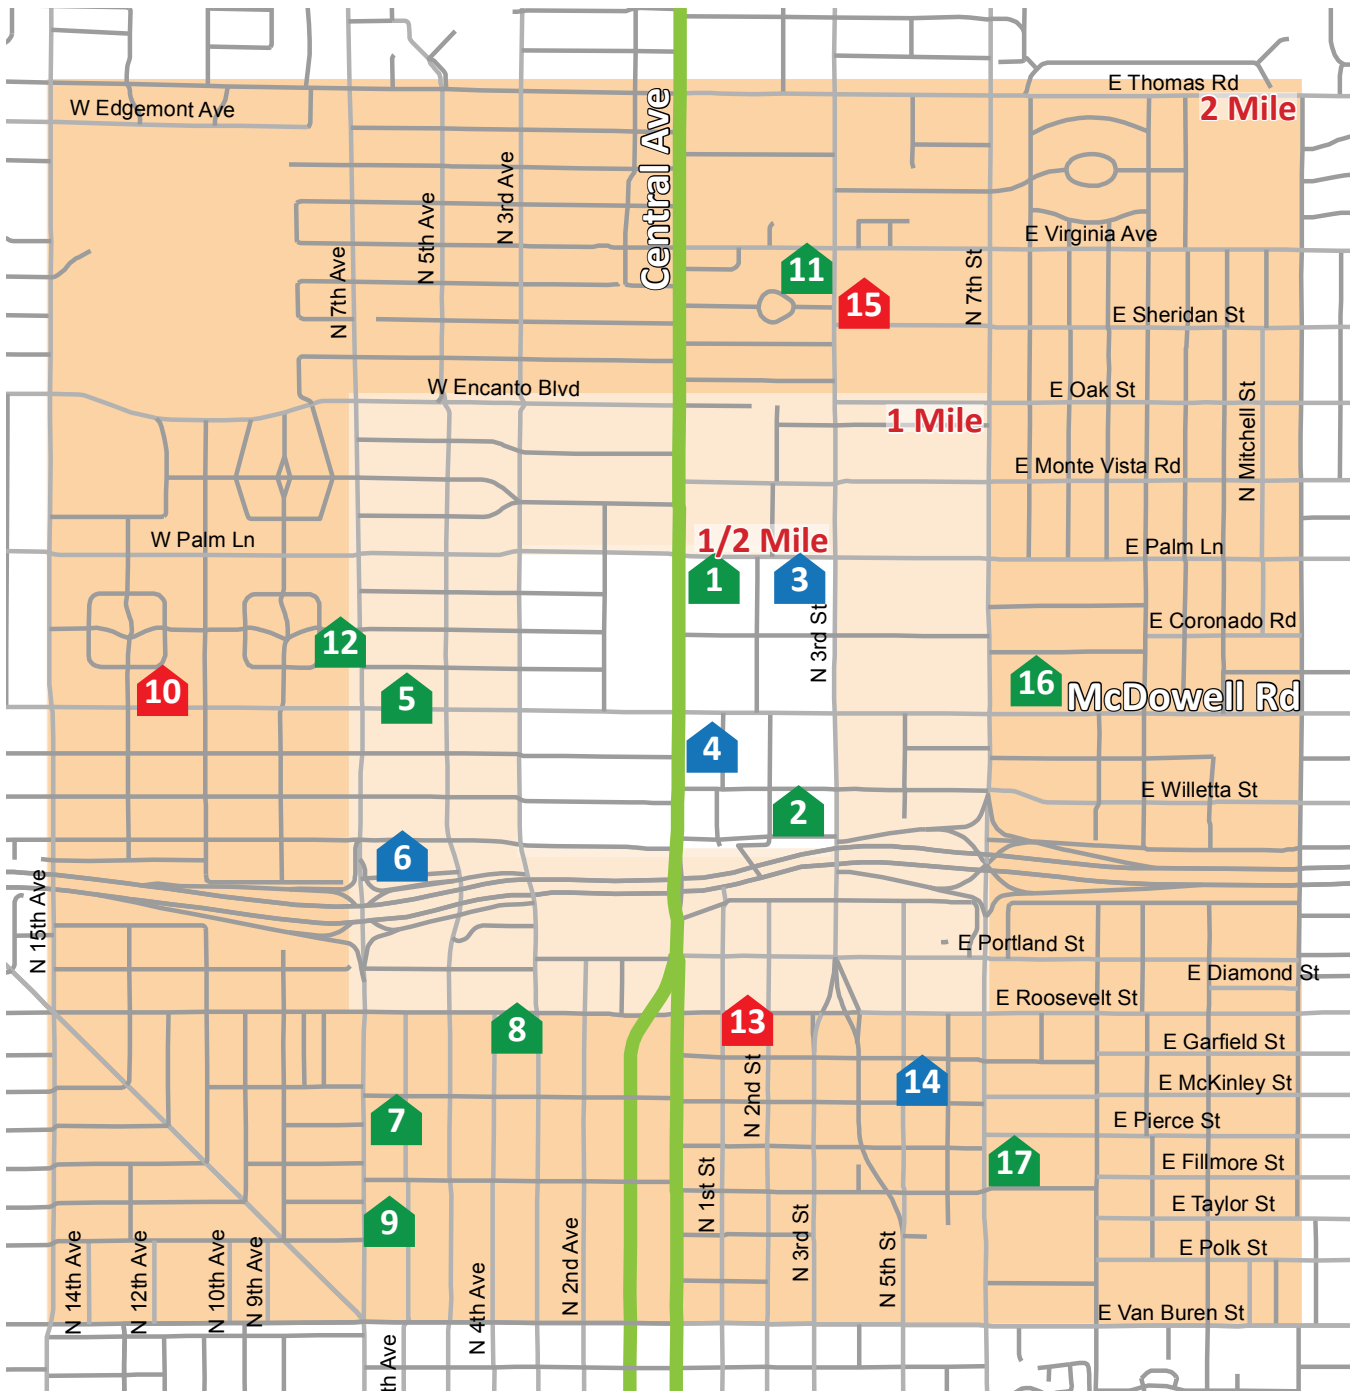 E Thomas Rd
W Edgemont Ave
2 Mile
Central Ave
N 3rd Ave
N 5th Ave
N 7th Ave
E Virginia Ave
N 7th St
11
15
E Sheridan St
W Encanto Blvd
E Oak St
1 Mile
N Mitchell St
E Monte Vista Rd
W Palm Ln
1/2 Mile
E Palm Ln
1
3
N 3rd St
E Coronado Rd
12
10
5
16
McDowell Rd
4
E Willetta St
2
6
N 15th Ave
E Portland St
E Diamond St
E Roosevelt St
8
13
E Garfield St
14
E McKinley St
N 2nd St
7
E Pierce St
17
E Fillmore St
N 1st St
E Taylor St
9
N 3rd St
N 5th St
E Polk St
N 14th Ave
N 12th Ave
N 10th Ave
N 9th Ave
N 4th Ave
N 2nd Ave
E Van Buren St
th Ave